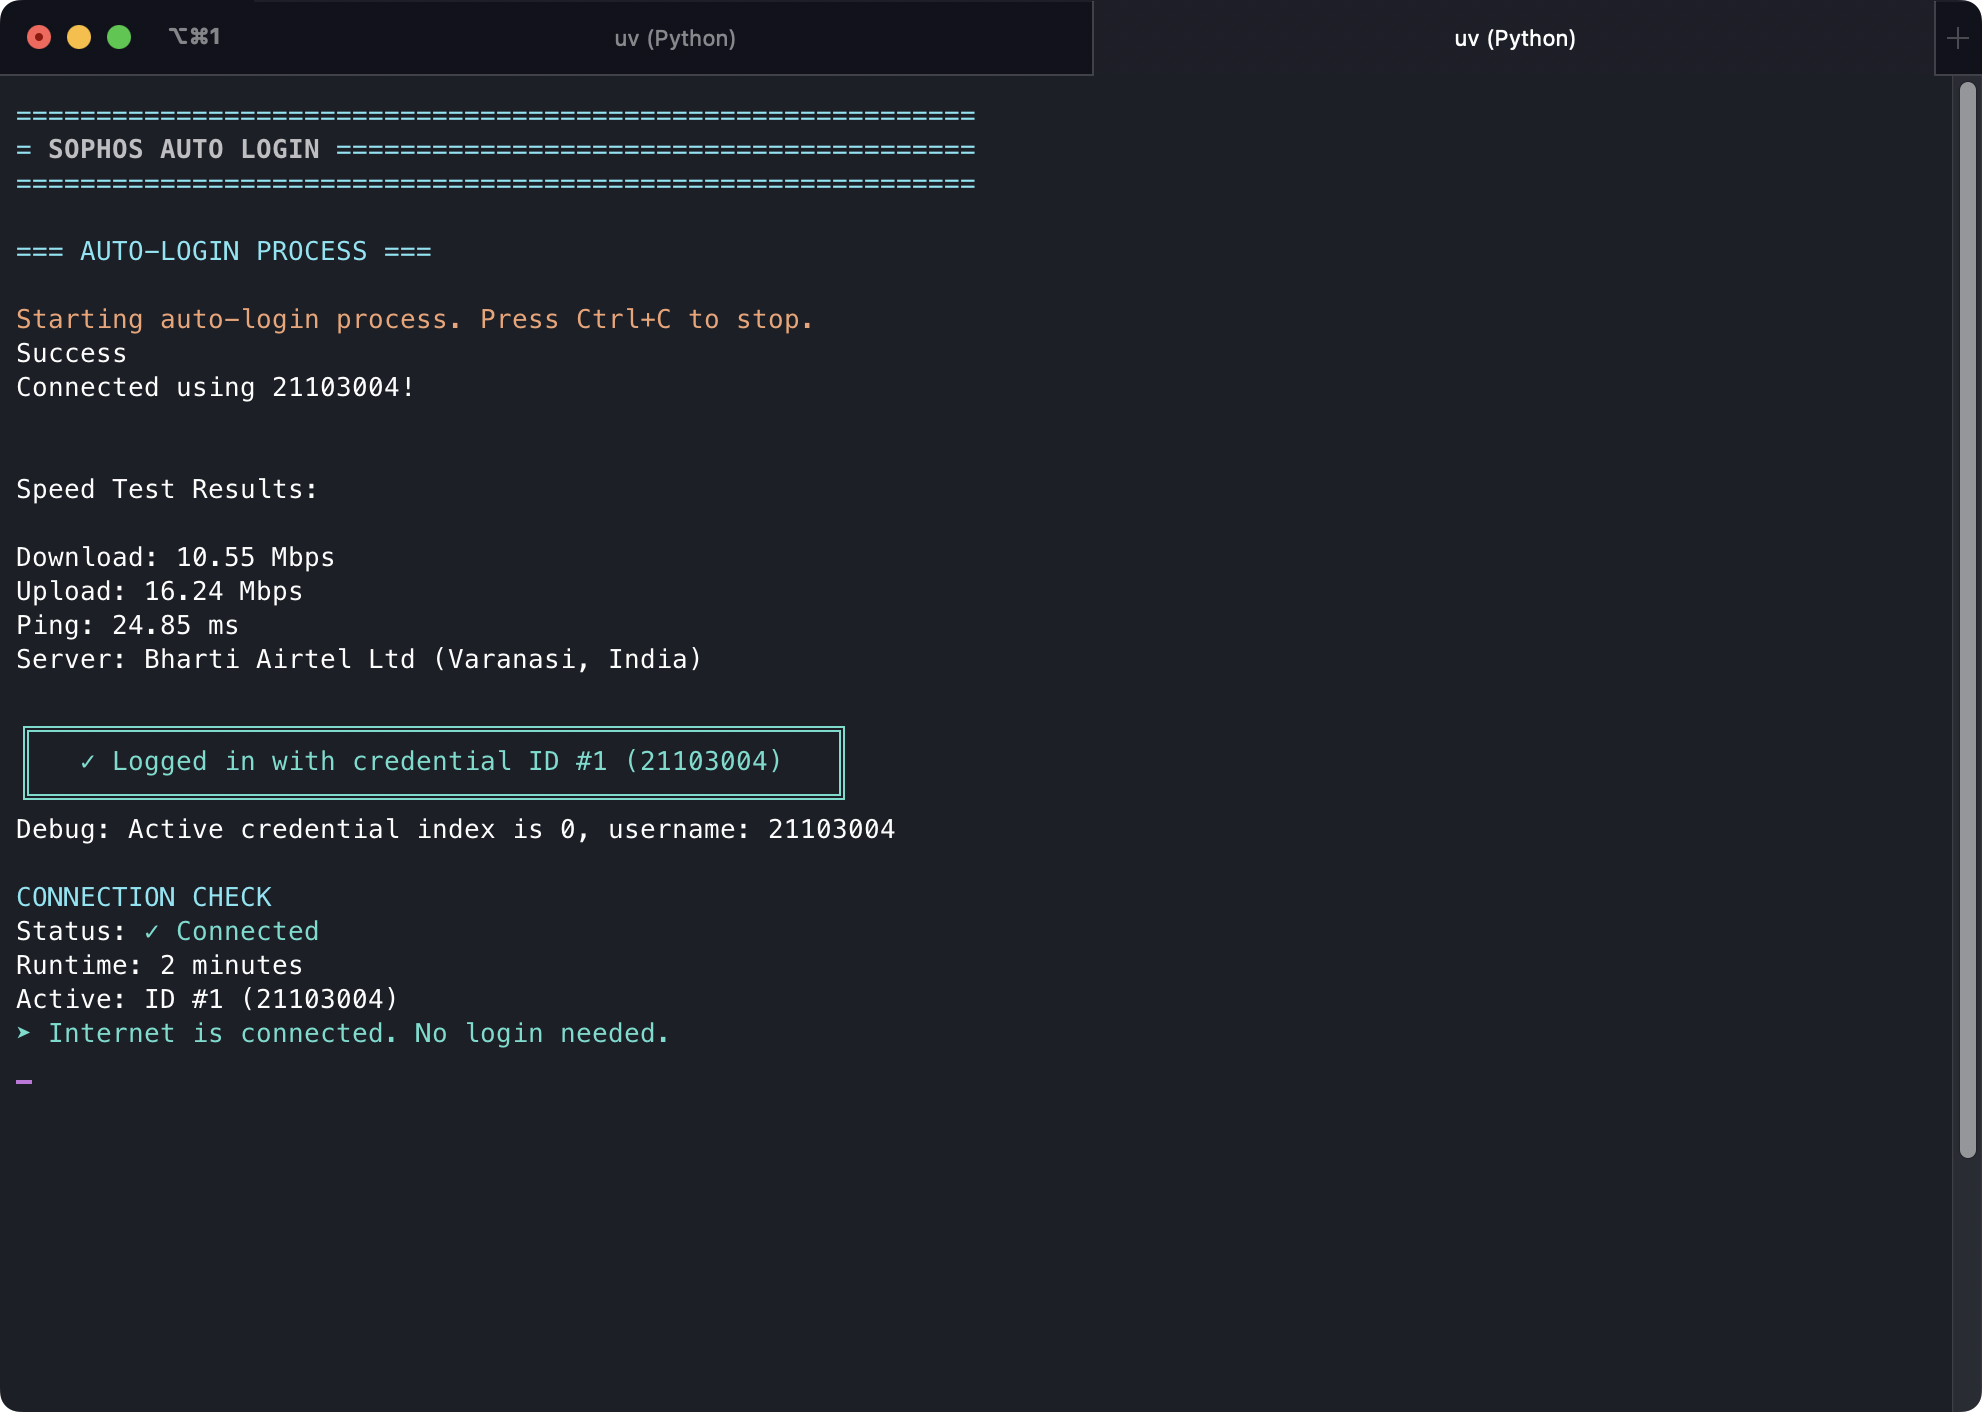 ⌥⌘1
uv (Python)
uv (Python)
============================================================
= SOPHOS AUTO LOGIN ========================================
============================================================
=== AUTO-LOGIN PROCESS ===
Starting auto-login process. Press Ctrl+C to stop.
Success
Connected using 21103004!
Speed Test Results:
Download: 10.55 Mbps
Upload: 16.24 Mbps
Ping: 24.85 ms
Server: Bharti Airtel Ltd (Varanasi, India)
✓ Logged in with credential ID #1 (21103004)
Debug: Active credential index is 0, username: 21103004
CONNECTION CHECK
Status: ✓ Connected
Runtime: 2 minutes
Active: ID #1 (21103004)
➤ Internet is connected. No login needed.